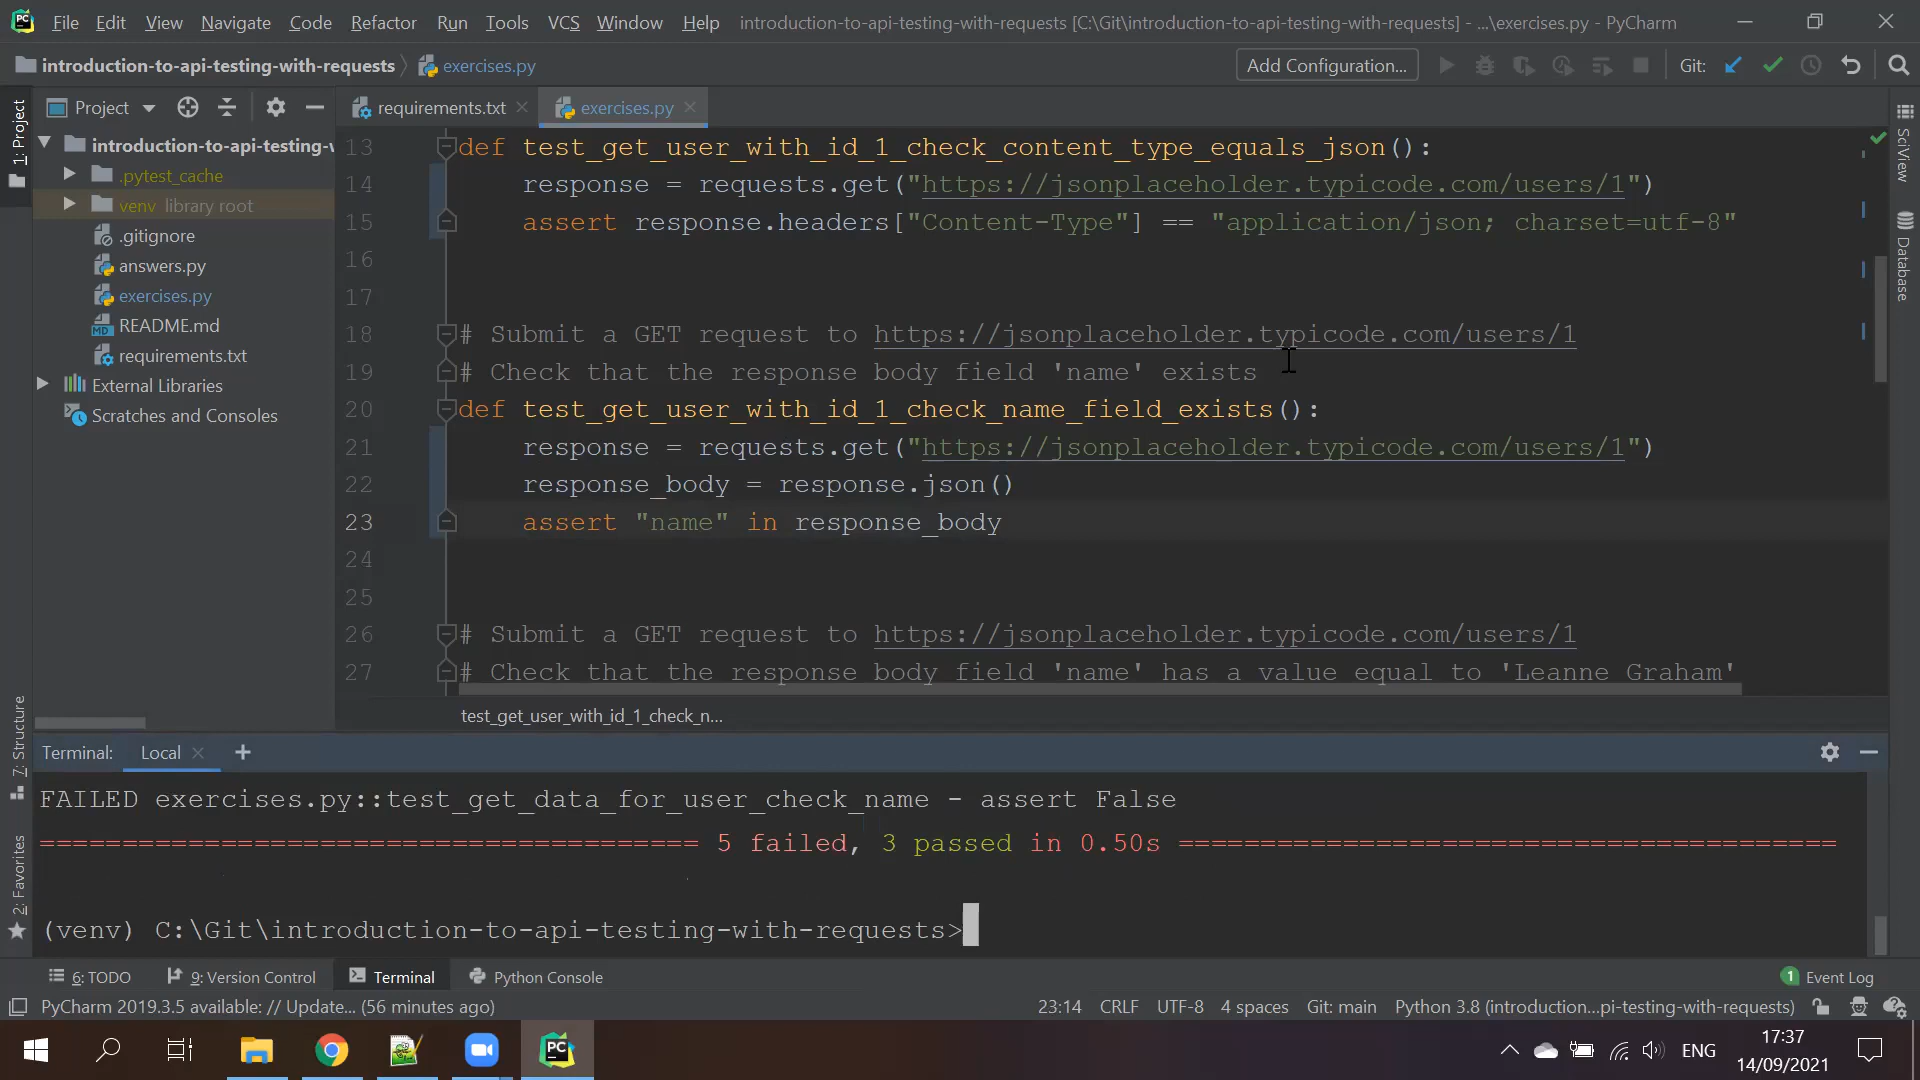 File Edit View Navigate Code Refactor Run Tools VCS Window Help introduction-to-api-testing-with-requests [C:\Git\introduction-to-api-testing-with-requests] - ...\exercises.py - PyCharm
introduction-to-api-testing-with-requests exercises.py Add Configuration... Git:
Project requirements.txt exercises.py
1: Project
introduction-to-api-testing-w
.pytest_cache
venv library root
.gitignore
answers.py
exercises.py
README.md
requirements.txt
External Libraries
Scratches and Consoles
13 def test_get_user_with_id_1_check_content_type_equals_json():
14 response = requests.get("https://jsonplaceholder.typicode.com/users/1")
15 assert response.headers["Content-Type"] == "application/json; charset=utf-8"
16
17
18 # Submit a GET request to https://jsonplaceholder.typicode.com/users/1
19 # Check that the response body field 'name' exists
20 def test_get_user_with_id_1_check_name_field_exists():
21 response = requests.get("https://jsonplaceholder.typicode.com/users/1")
22 response_body = response.json()
23 assert "name" in response_body
24
25
26 # Submit a GET request to https://jsonplaceholder.typicode.com/users/1
27 # Check that the response body field 'name' has a value equal to 'Leanne Graham'
SciView
Database
7: Structure
2: Favorites
test_get_user_with_id_1_check_n...
Terminal: Local +
FAILED exercises.py::test_get_data_for_user_check_name - assert False
========================================= 5 failed, 3 passed in 0.50s =========================================
(venv) C:\Git\introduction-to-api-testing-with-requests>
6: TODO 9: Version Control Terminal Python Console 1 Event Log
PyCharm 2019.3.5 available: // Update... (56 minutes ago) 23:14 CRLF UTF-8 4 spaces Git: main Python 3.8 (introduction...pi-testing-with-requests)
PC ENG 17:37
14/09/2021